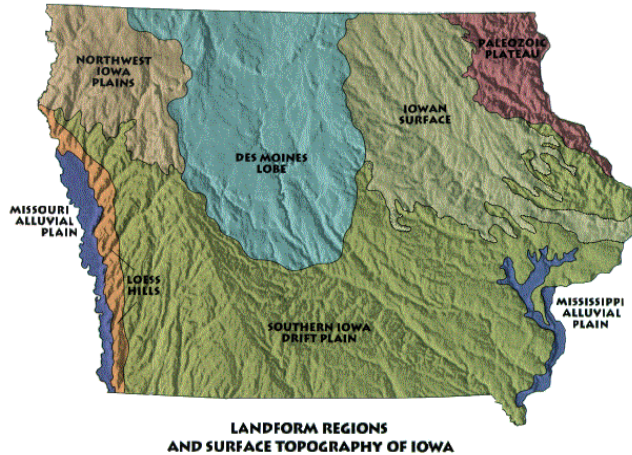 NORTHWEST
IOWA
PLAINS
PALEOZOIC
PLATEAU
IOWAN
SURFACE
DES MOINES
LOBE
MISSOURI
ALLUVIAL
PLAIN
LOESS
HILLS
SOUTHERN IOWA
DRIFT PLAIN
MISSISSIPPI
ALLUVIAL
PLAIN
LANDFORM REGIONS
AND SURFACE TOPOGRAPHY OF IOWA